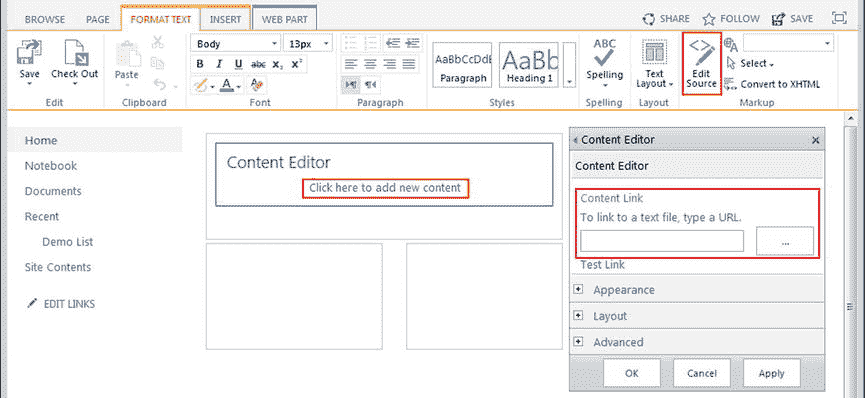 BROWSE PAGE FORMAT TEXT INSERT WEB PART SHARE FOLLOW SAVE
Body 13px
B I U abc x₂ x²
A
AaBbCcDdE AaBb
ABC
Save Check Out Paste Paragraph Heading 1 Spelling Text Layout Edit Source Select Convert to XHTML
Edit Clipboard Font Paragraph Styles Spelling Layout Markup
Home
Notebook
Documents
Recent
Demo List
Site Contents
EDIT LINKS
Content Editor
Click here to add new content
Content Editor
Content Editor
Content Link
To link to a text file, type a URL.
...
Test Link
Appearance
Layout
Advanced
OK Cancel Apply